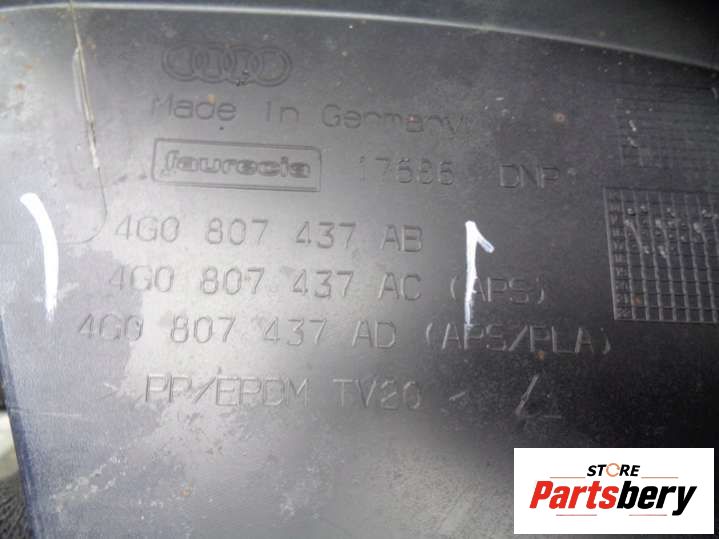 Made in Germany
faurecia 17686 DNP
4G0 807 437 AB
4G0 807 437 AC (APS)
4G0 807 437 AD (APS/PLA)
> PP/EPDM TV20 <
STORE
Partsbery